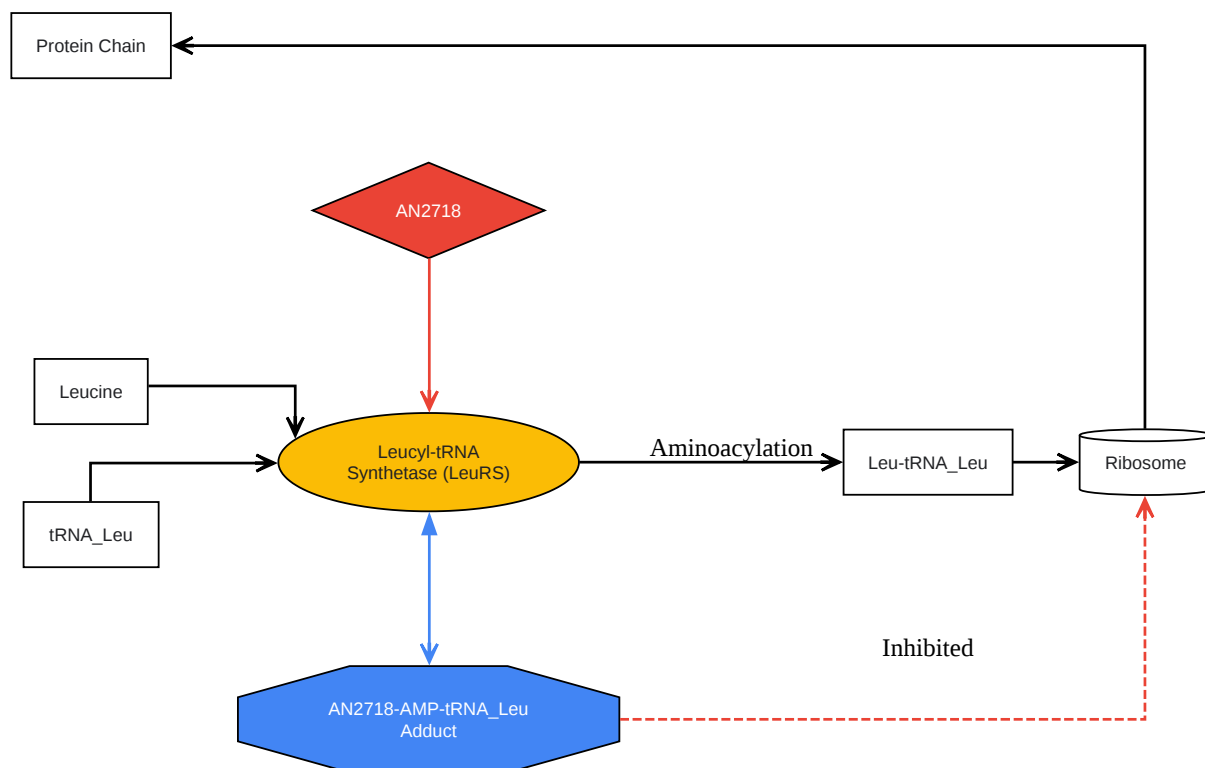 Protein Chain
AN2718
Leucine
Leucyl-tRNA
Synthetase (LeuRS)
Aminoacylation
Leu-tRNA_Leu
Ribosome
tRNA_Leu
Inhibited
AN2718-AMP-tRNA_Leu
Adduct